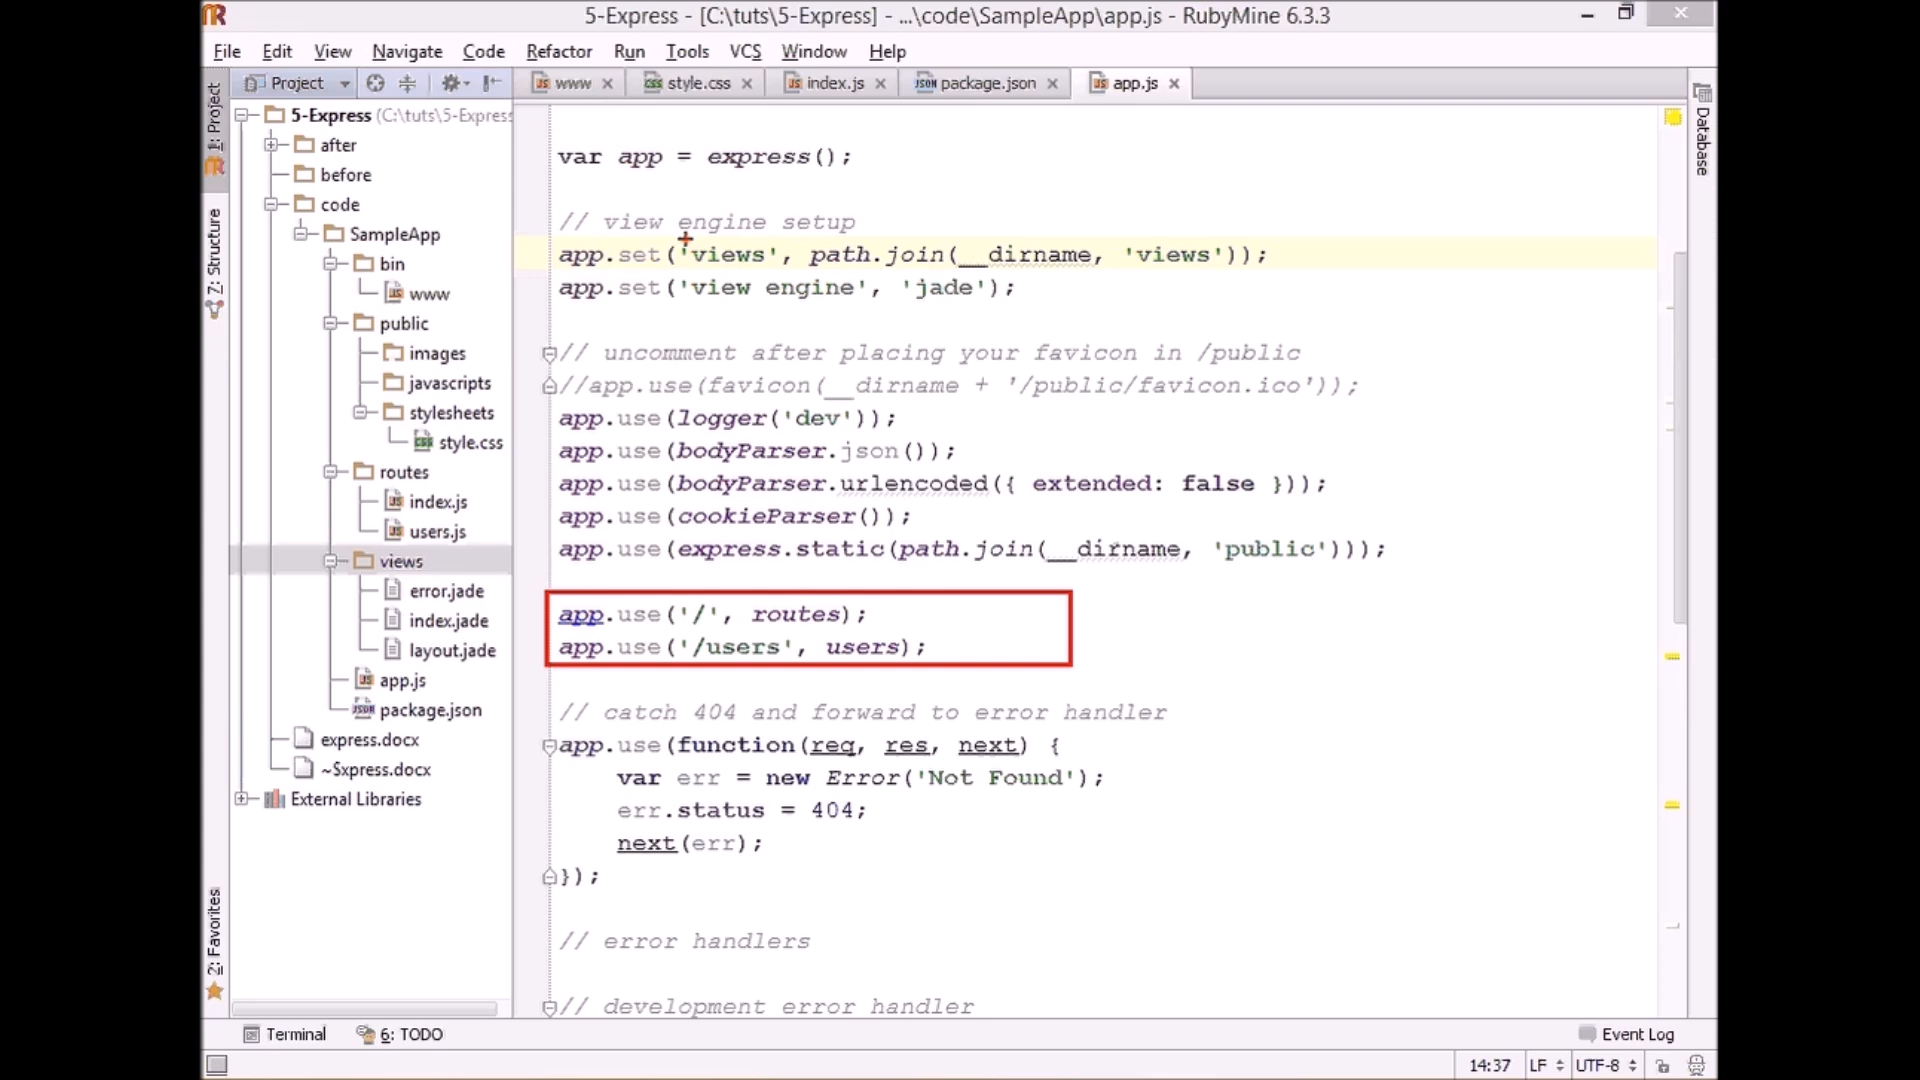 5-Express - [C:\tuts\5-Express] - ...\code\SampleApp\app.js - RubyMine 6.3.3
File Edit View Navigate Code Refactor Run Tools VCS Window Help
Project
www
style.css
index.js
package.json
app.js
1: Project
7: Structure
2: Favorites
Database
5-Express (C:\tuts\5-Express
after
before
code
SampleApp
bin
www
public
images
javascripts
stylesheets
style.css
routes
index.js
users.js
views
error.jade
index.jade
layout.jade
app.js
package.json
express.docx
~$xpress.docx
External Libraries
var app = express();
// view engine setup
app.set('views', path.join(__dirname, 'views'));
app.set('view engine', 'jade');
// uncomment after placing your favicon in /public
//app.use(favicon(__dirname + '/public/favicon.ico'));
app.use(logger('dev'));
app.use(bodyParser.json());
app.use(bodyParser.urlencoded({ extended: false }));
app.use(cookieParser());
app.use(express.static(path.join(__dirname, 'public')));
app.use('/', routes);
app.use('/users', users);
// catch 404 and forward to error handler
app.use(function(req, res, next) {
var err = new Error('Not Found');
err.status = 404;
next(err);
});
// error handlers
// development error handler
Terminal
6: TODO
Event Log
14:37
LF
UTF-8